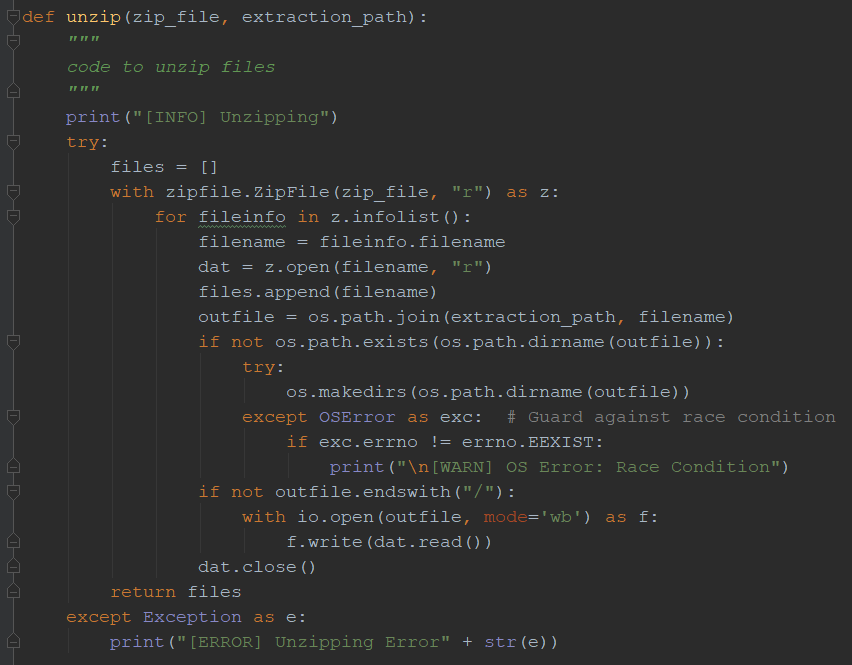 def unzip(zip_file, extraction_path):
    """
    code to unzip files
    """
    print("[INFO] Unzipping")
    try:
        files = []
        with zipfile.ZipFile(zip_file, "r") as z:
            for fileinfo in z.infolist():
                filename = fileinfo.filename
                dat = z.open(filename, "r")
                files.append(filename)
                outfile = os.path.join(extraction_path, filename)
                if not os.path.exists(os.path.dirname(outfile)):
                    try:
                        os.makedirs(os.path.dirname(outfile))
                    except OSError as exc:  # Guard against race condition
                        if exc.errno != errno.EEXIST:
                            print("\n[WARN] OS Error: Race Condition")
                if not outfile.endswith("/"):
                    with io.open(outfile, mode='wb') as f:
                        f.write(dat.read())
                dat.close()
        return files
    except Exception as e:
        print("[ERROR] Unzipping Error" + str(e))